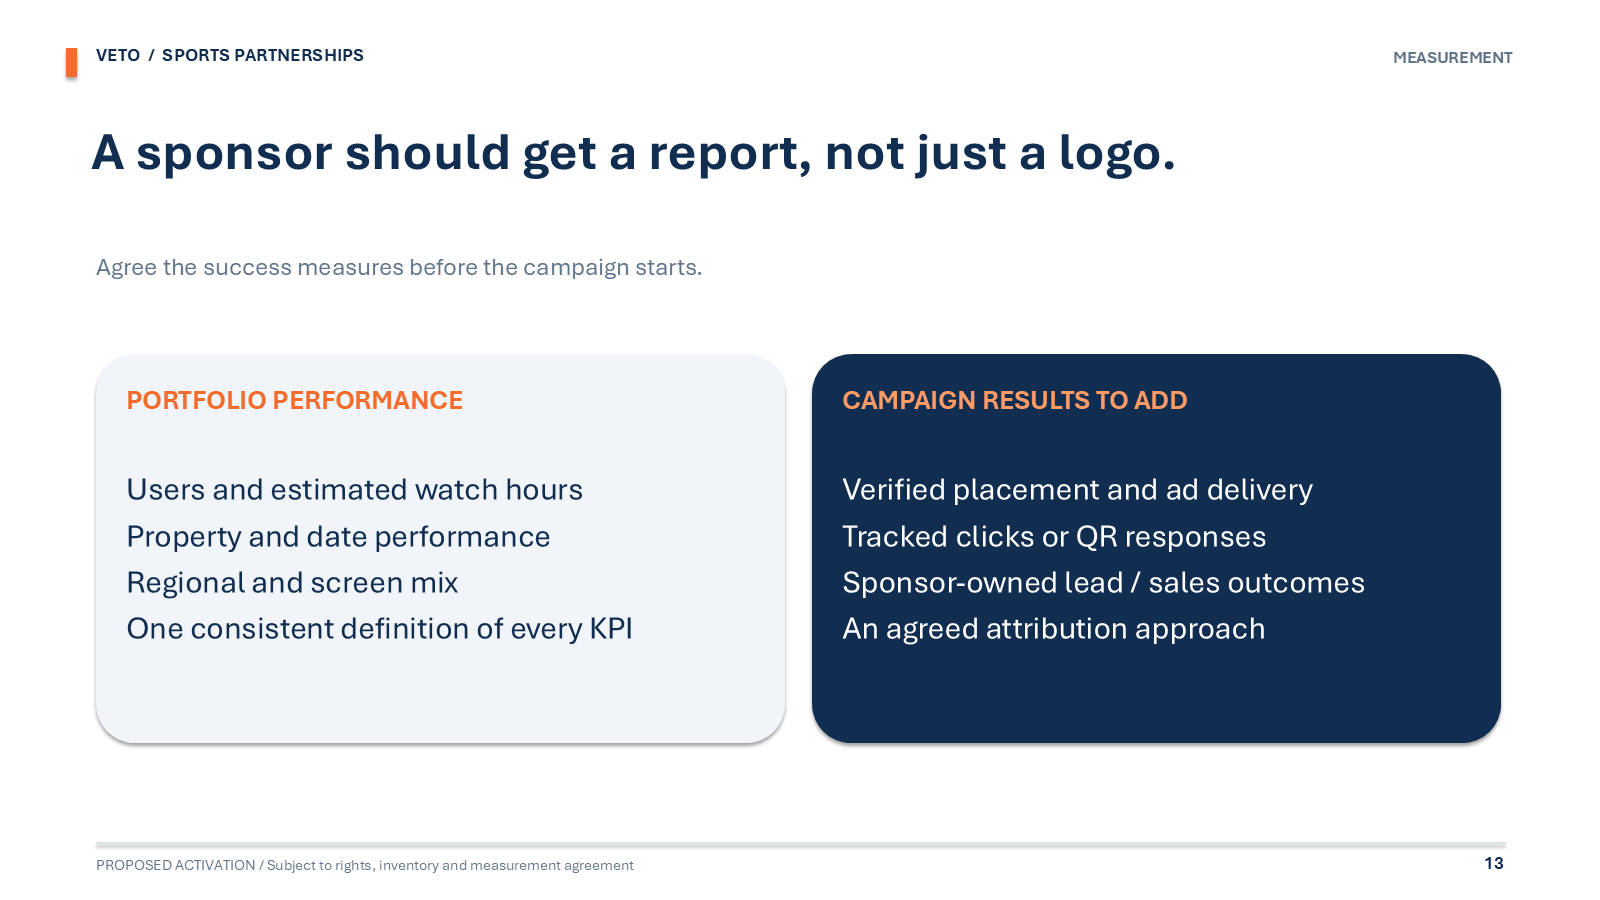 VETO / SPORTS PARTNERSHIPS
MEASUREMENT
A sponsor should get a report, not just a logo.
Agree the success measures before the campaign starts.
PORTFOLIO PERFORMANCE
Users and estimated watch hours
Property and date performance
Regional and screen mix
One consistent definition of every KPI
CAMPAIGN RESULTS TO ADD
Verified placement and ad delivery
Tracked clicks or QR responses
Sponsor-owned lead / sales outcomes
An agreed attribution approach
PROPOSED ACTIVATION / Subject to rights, inventory and measurement agreement
13